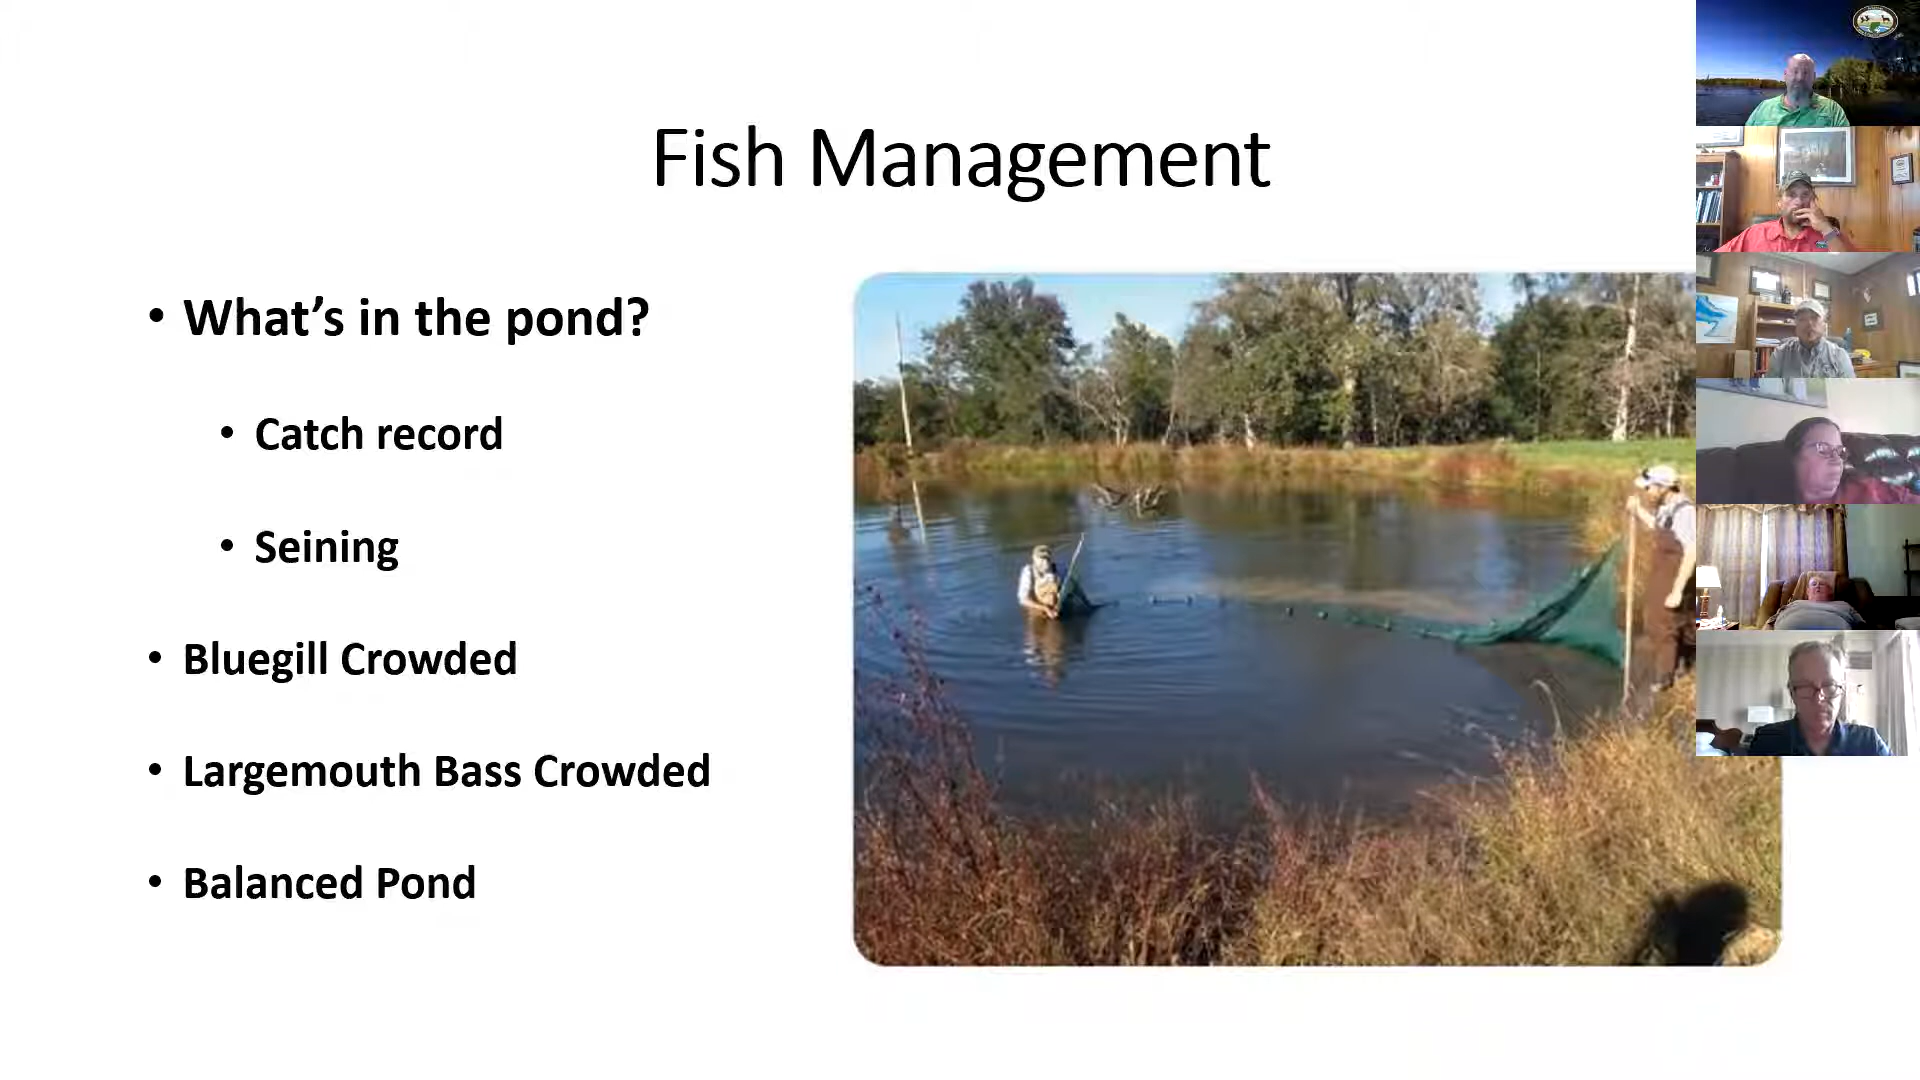 Fish Management
• What’s in the pond?
• Catch record
• Seining
• Bluegill Crowded
• Largemouth Bass Crowded
• Balanced Pond